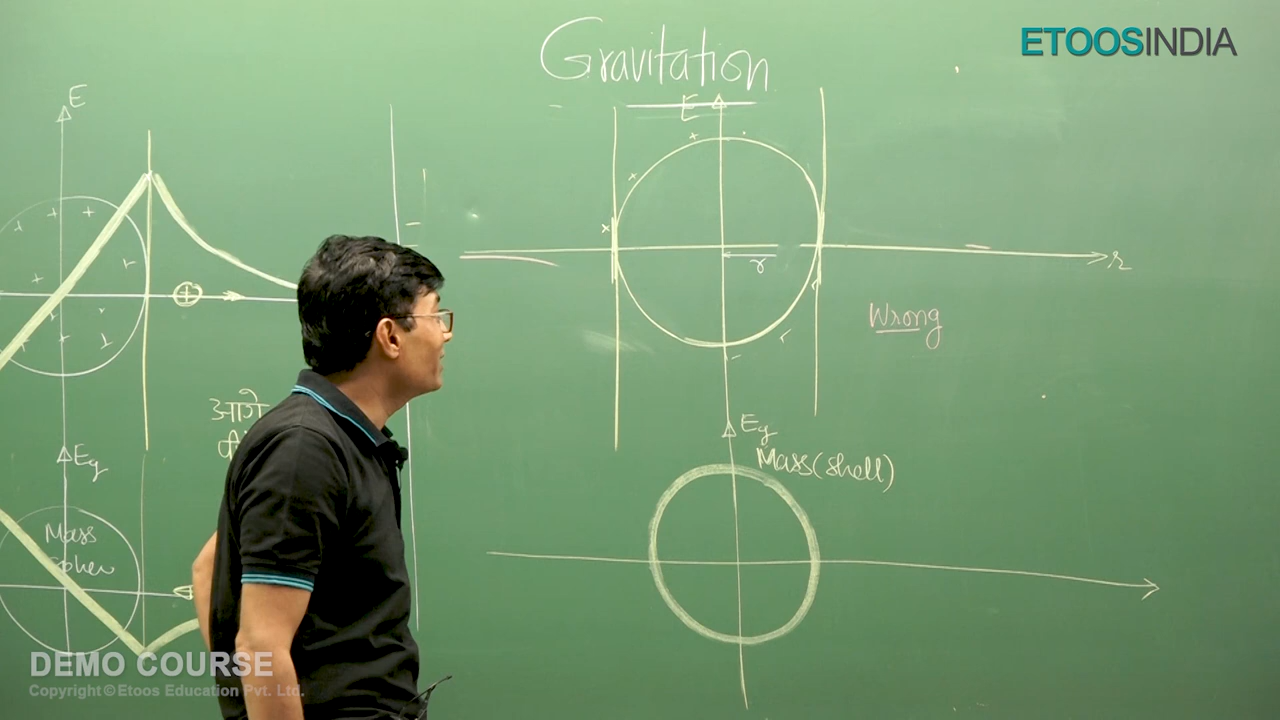 Gravitation
ETOOSINDIA
E
E
+ + + + +
r
r
r
Wrong
आगे
Eg
Mass
Eg
Mass(shell)
DEMO COURSE
Copyright © Etoos Education Pvt. Ltd.